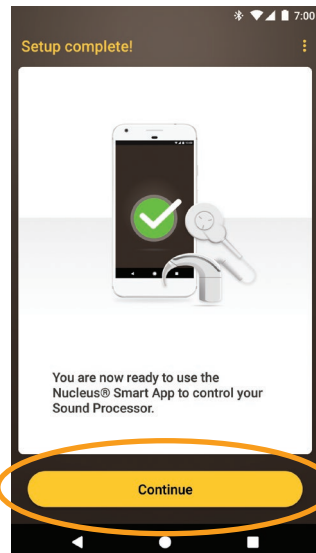 7:00
Setup complete!
You are now ready to use the
Nucleus® Smart App to control your
Sound Processor.
Continue